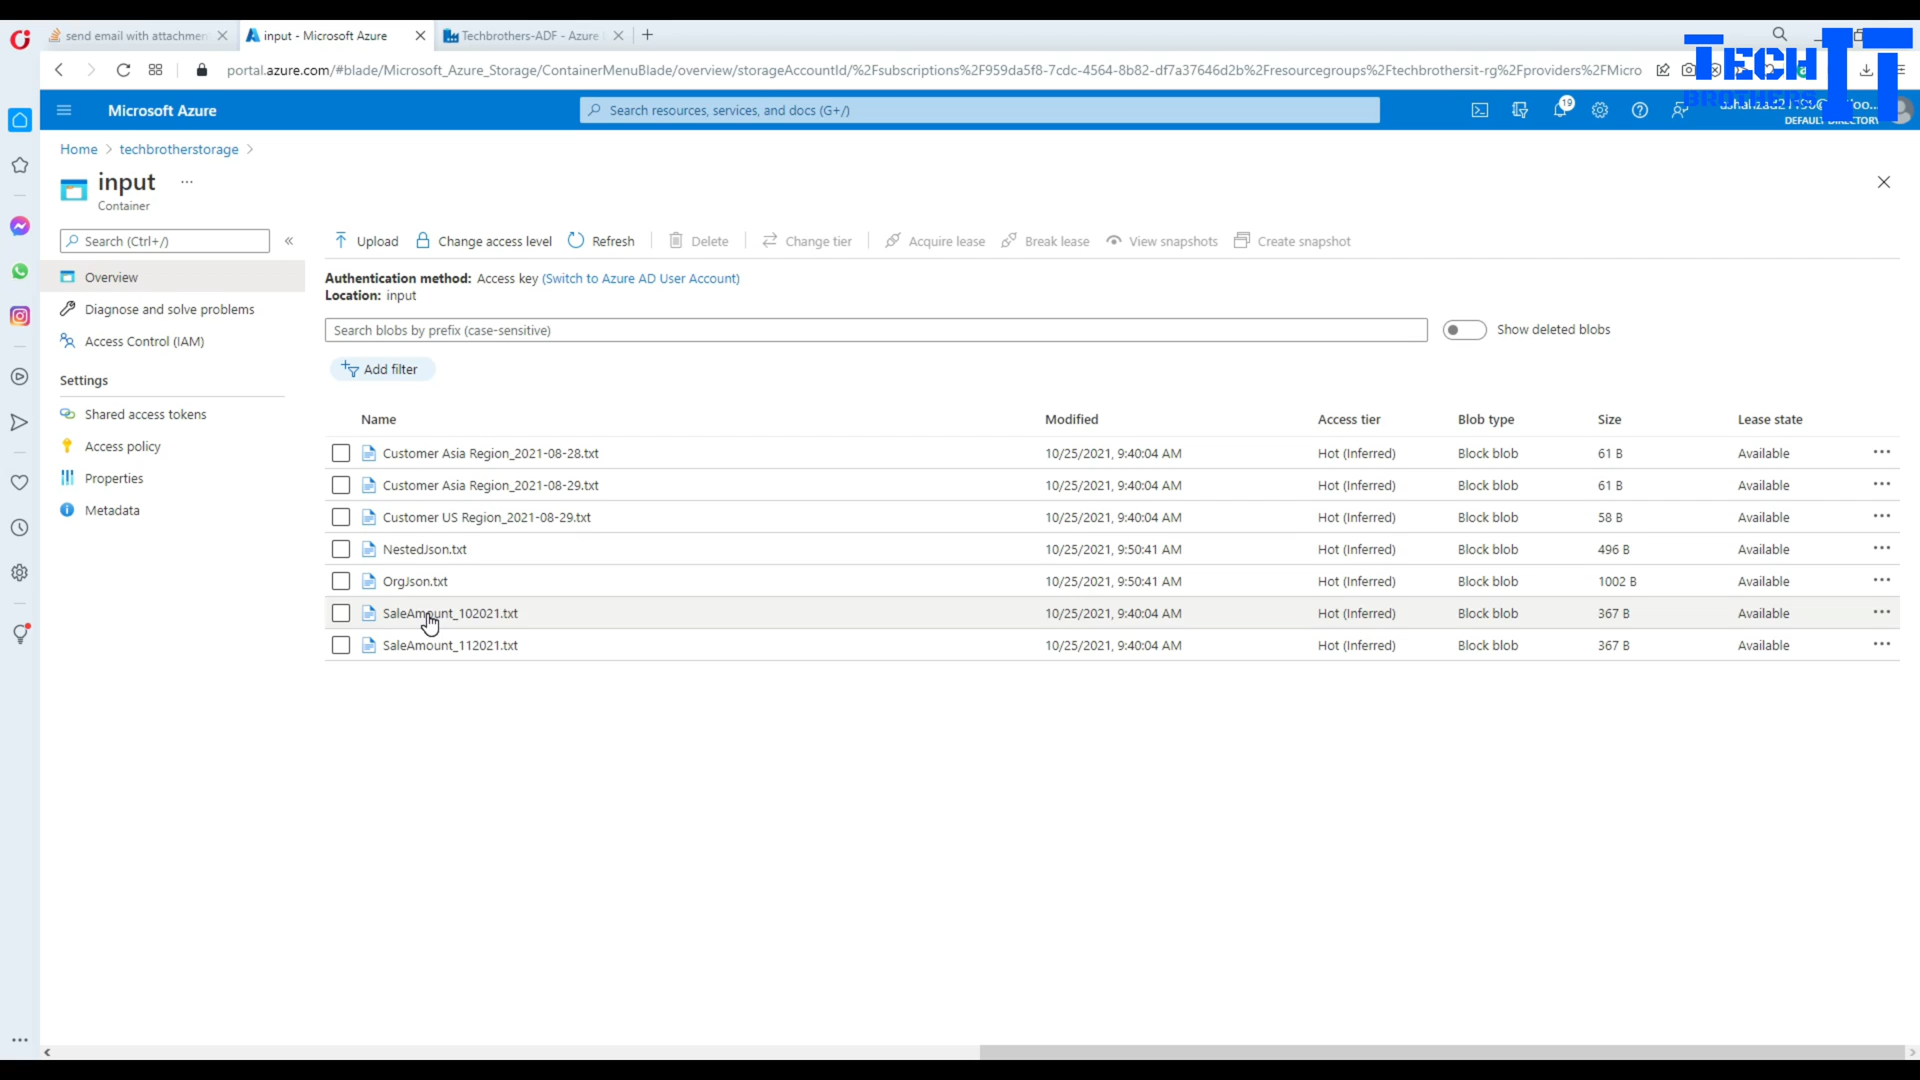 send email with attachmen
input - Microsoft Azure
Techbrothers-ADF - Azure
portal.azure.com/#blade/Microsoft_Azure_Storage/ContainerMenuBlade/overview/storageAccountId/%2Fsubscriptions%2F959da5f8-7cdc-4564-8b82-df7a37646d2b%2Fresourcegroups%2Ftechbrothersit-rg%2Fproviders%2FMicro
TECH IT
BROTHERS
Microsoft Azure
Search resources, services, and docs (G+/)
19
DEFAULT DIRECTORY
Home > techbrotherstorage >
input ...
Container
Search (Ctrl+/)
Upload Change access level Refresh Delete Change tier Acquire lease Break lease View snapshots Create snapshot
Overview
Diagnose and solve problems
Access Control (IAM)
Settings
Shared access tokens
Access policy
Properties
Metadata
Authentication method: Access key (Switch to Azure AD User Account)
Location: input
Search blobs by prefix (case-sensitive)
Show deleted blobs
Add filter
Name Modified Access tier Blob type Size Lease state
Customer Asia Region_2021-08-28.txt 10/25/2021, 9:40:04 AM Hot (Inferred) Block blob 61 B Available
Customer Asia Region_2021-08-29.txt 10/25/2021, 9:40:04 AM Hot (Inferred) Block blob 61 B Available
Customer US Region_2021-08-29.txt 10/25/2021, 9:40:04 AM Hot (Inferred) Block blob 58 B Available
NestedJson.txt 10/25/2021, 9:50:41 AM Hot (Inferred) Block blob 496 B Available
OrgJson.txt 10/25/2021, 9:50:41 AM Hot (Inferred) Block blob 1002 B Available
SaleAmount_102021.txt 10/25/2021, 9:40:04 AM Hot (Inferred) Block blob 367 B Available
SaleAmount_112021.txt 10/25/2021, 9:40:04 AM Hot (Inferred) Block blob 367 B Available